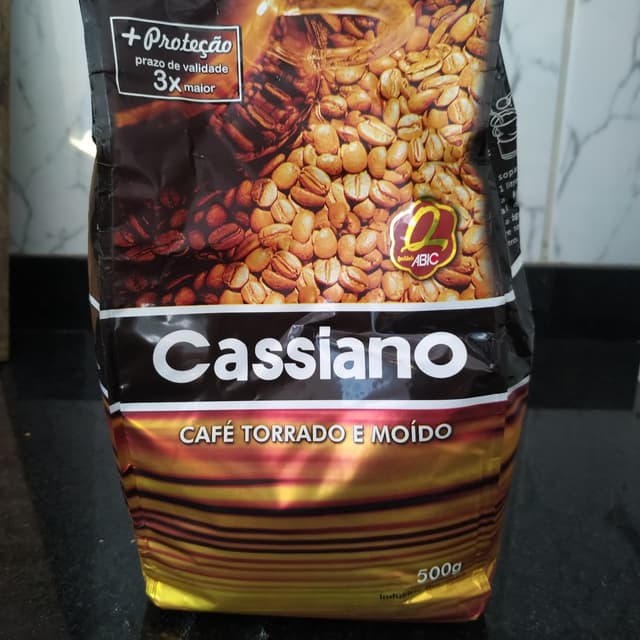 +Proteção
prazo de validade
3x maior
ABIC
Cassiano
CAFÉ TORRADO E MOÍDO
500g